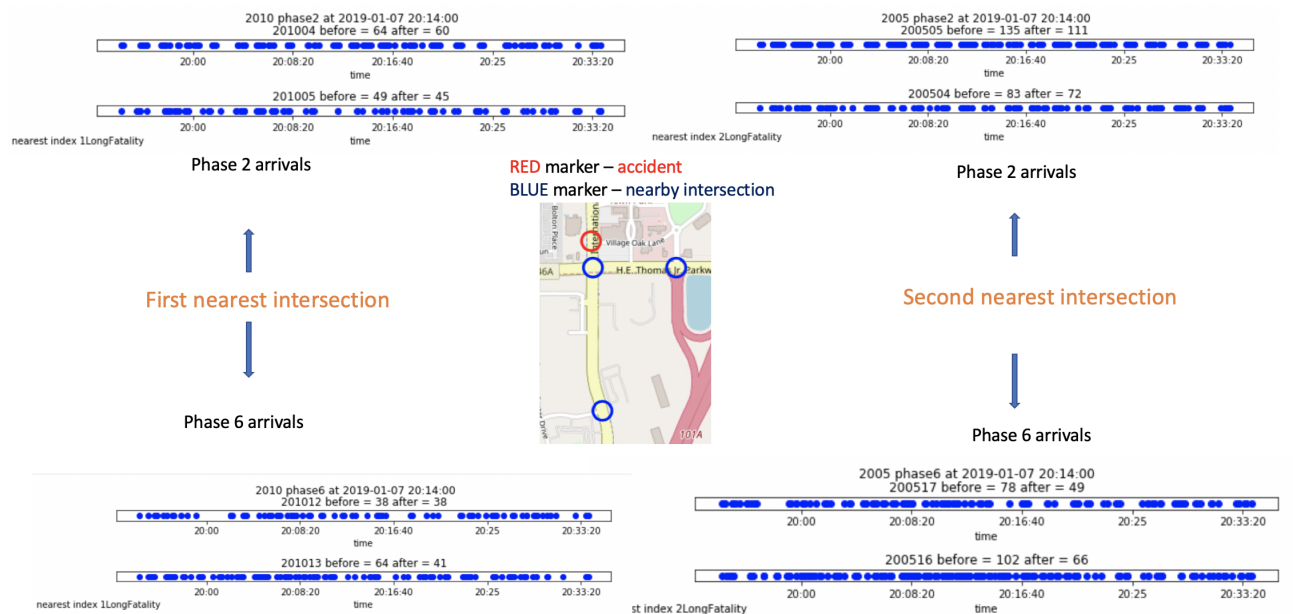 2010 phase2 at 2019-01-07 20:14:00
201004 before = 64 after = 60
20:00 20:08:20 20:16:40 20:25 20:33:20
time
201005 before = 49 after = 45
20:00 20:08:20 20:16:40 20:25 20:33:20
time
nearest index 1LongFatality
Phase 2 arrivals
2005 phase2 at 2019-01-07 20:14:00
200505 before = 135 after = 111
20:00 20:08:20 20:16:40 20:25 20:33:20
time
200504 before = 83 after = 72
20:00 20:08:20 20:16:40 20:25 20:33:20
time
nearest index 2LongFatality
Phase 2 arrivals
RED marker – accident
BLUE marker – nearby intersection
Bolton Place
Internation
Village Oak Lane
46A
H.E. Thomas Jr. Parkw
101A
Drive
First nearest intersection
Second nearest intersection
Phase 6 arrivals
Phase 6 arrivals
2010 phase6 at 2019-01-07 20:14:00
201012 before = 38 after = 38
20:00 20:08:20 20:16:40 20:25 20:33:20
time
201013 before = 64 after = 41
20:00 20:08:20 20:16:40 20:25 20:33:20
time
nearest index 1LongFatality
2005 phase6 at 2019-01-07 20:14:00
200517 before = 78 after = 49
20:00 20:08:20 20:16:40 20:25 20:33:20
time
200516 before = 102 after = 66
20:00 20:08:20 20:16:40 20:25 20:33:20
time
st index 2LongFatality